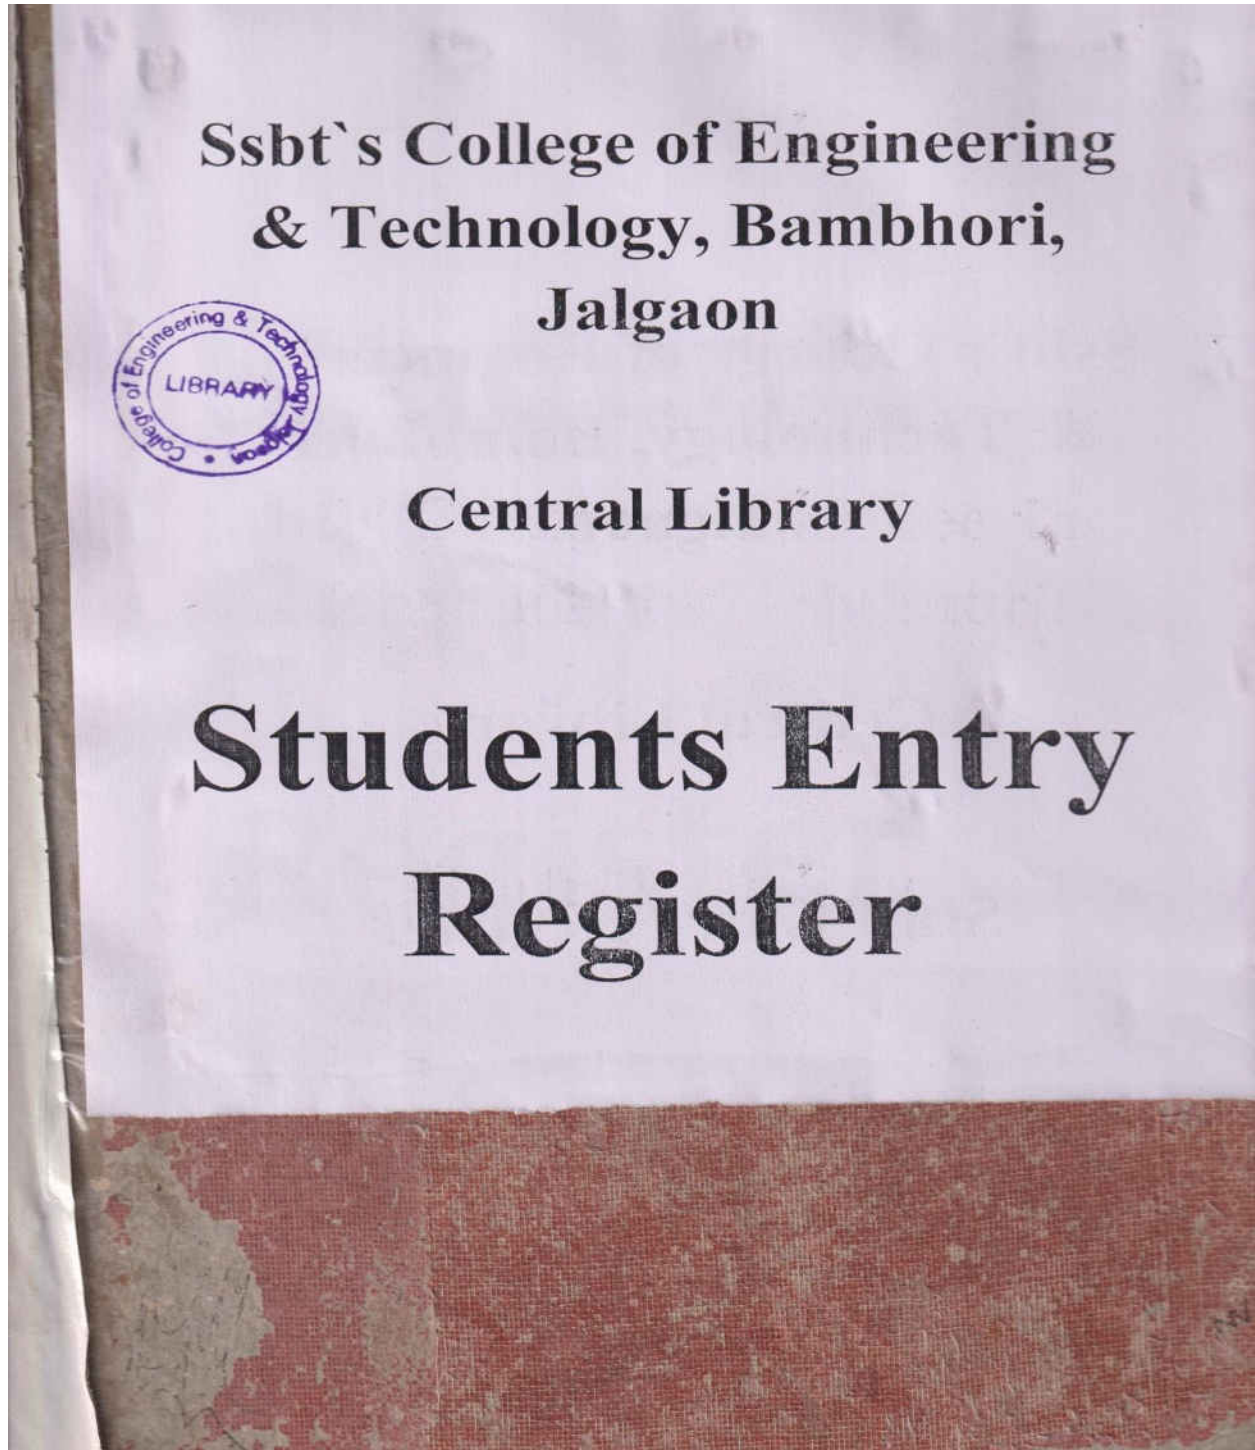 Ssbt`s College of Engineering
& Technology, Bambhori,
Jalgaon
College of Engineering & Technology Jalgaon
LIBRARY
Central Library
Students Entry
Register